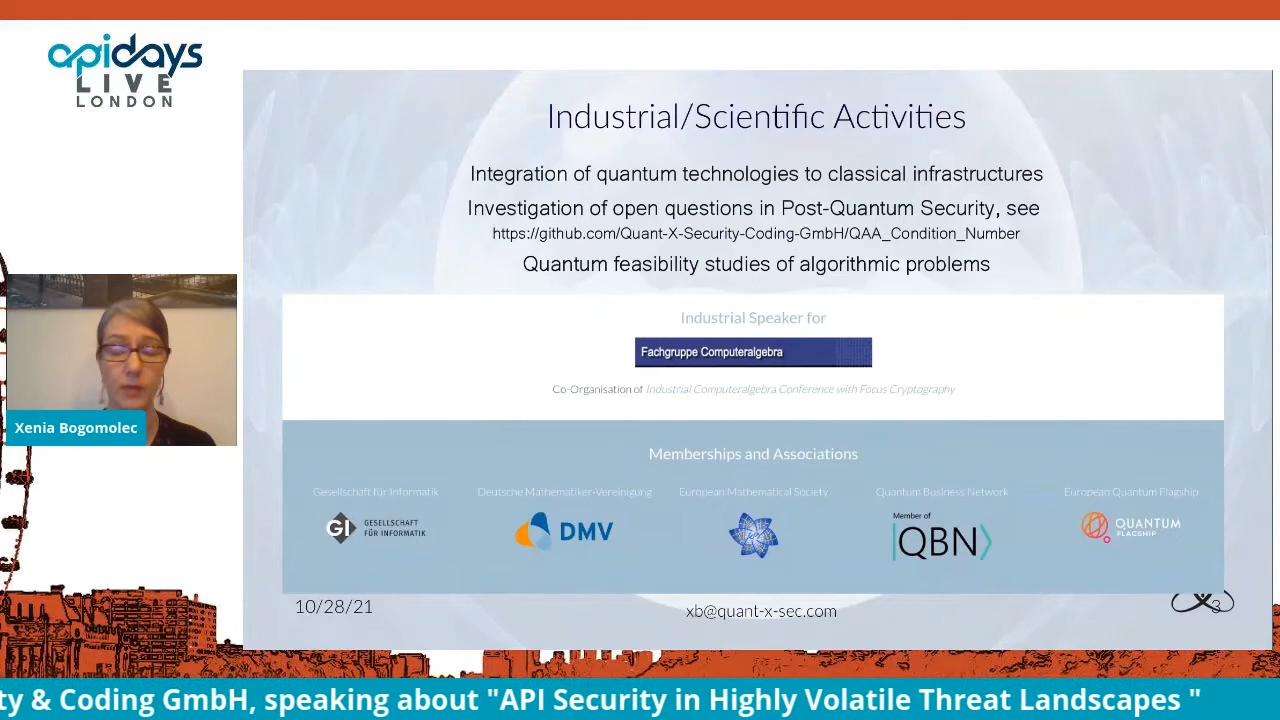 apidays
LIVE
LONDON
Industrial/Scientific Activities
Integration of quantum technologies to classical infrastructures
Investigation of open questions in Post-Quantum Security, see
https://github.com/Quant-X-Security-Coding-GmbH/QAA_Condition_Number
Quantum feasibility studies of algorithmic problems
Industrial Speaker for
Fachgruppe Computeralgebra
Co-Organisation of Industrial Computeralgebra Conference with Focus Cryptography
Xenia Bogomolec
Memberships and Associations
Gesellschaft für Informatik
Deutsche Mathematiker-Vereinigung
European Mathematical Society
Quantum Business Network
European Quantum Flagship
GI GESELLSCHAFT
FÜR INFORMATIK
DMV
Member of
QBN
QUANTUM
FLAGSHIP
10/28/21
xb@quant-x-sec.com
3
ty & Coding GmbH, speaking about "API Security in Highly Volatile Threat Landscapes "